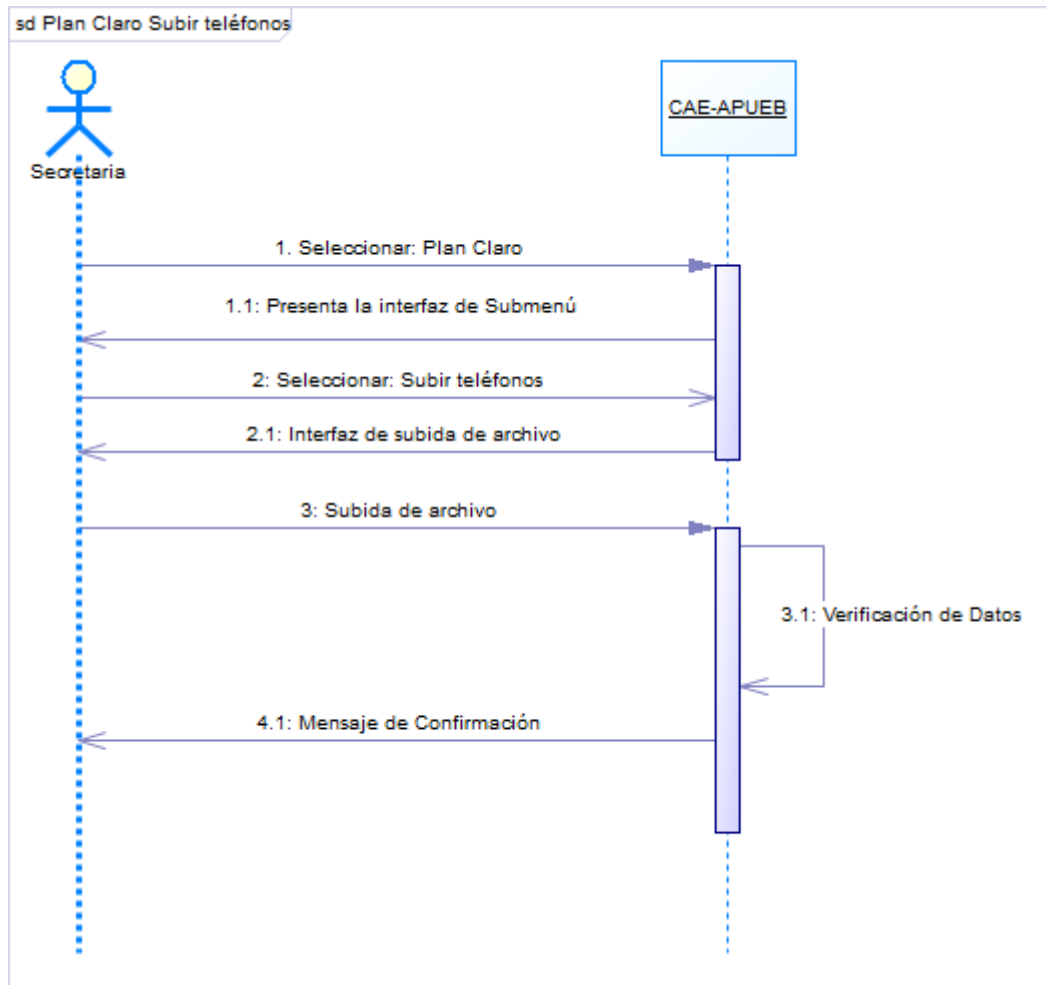 sd Plan Claro Subir teléfonos
Secretaria
CAE-APUEB
1. Seleccionar: Plan Claro
1.1: Presenta la interfaz de Submenú
2: Seleccionar: Subir teléfonos
2.1: Interfaz de subida de archivo
3: Subida de archivo
3.1: Verificación de Datos
4.1: Mensaje de Confirmación